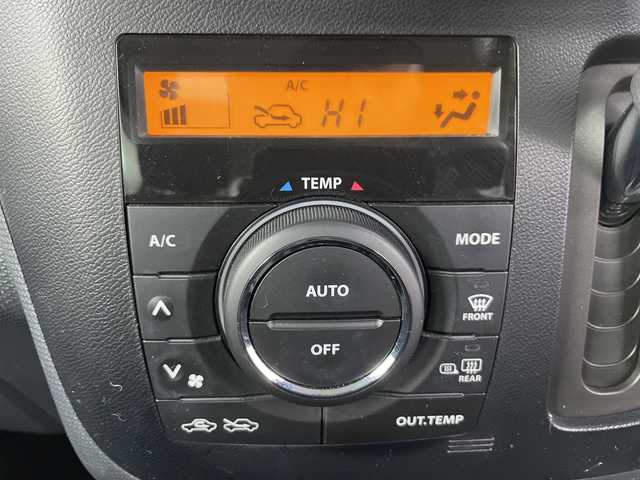 A/C
HI
TEMP
A/C
MODE
AUTO
FRONT
OFF
REAR
OUT.TEMP